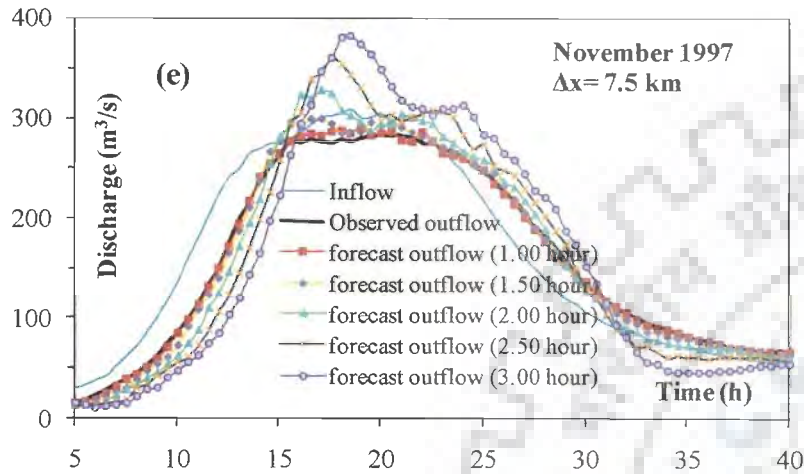 400
300
200
100
0
Discharge (m³/s)
(e)
November 1997
Δx= 7.5 km
Inflow
Observed outflow
forecast outflow (1.00 hour)
forecast outflow (1.50 hour)
forecast outflow (2.00 hour)
forecast outflow (2.50 hour)
forecast outflow (3.00 hour)
Time (h)
5 10 15 20 25 30 35 40